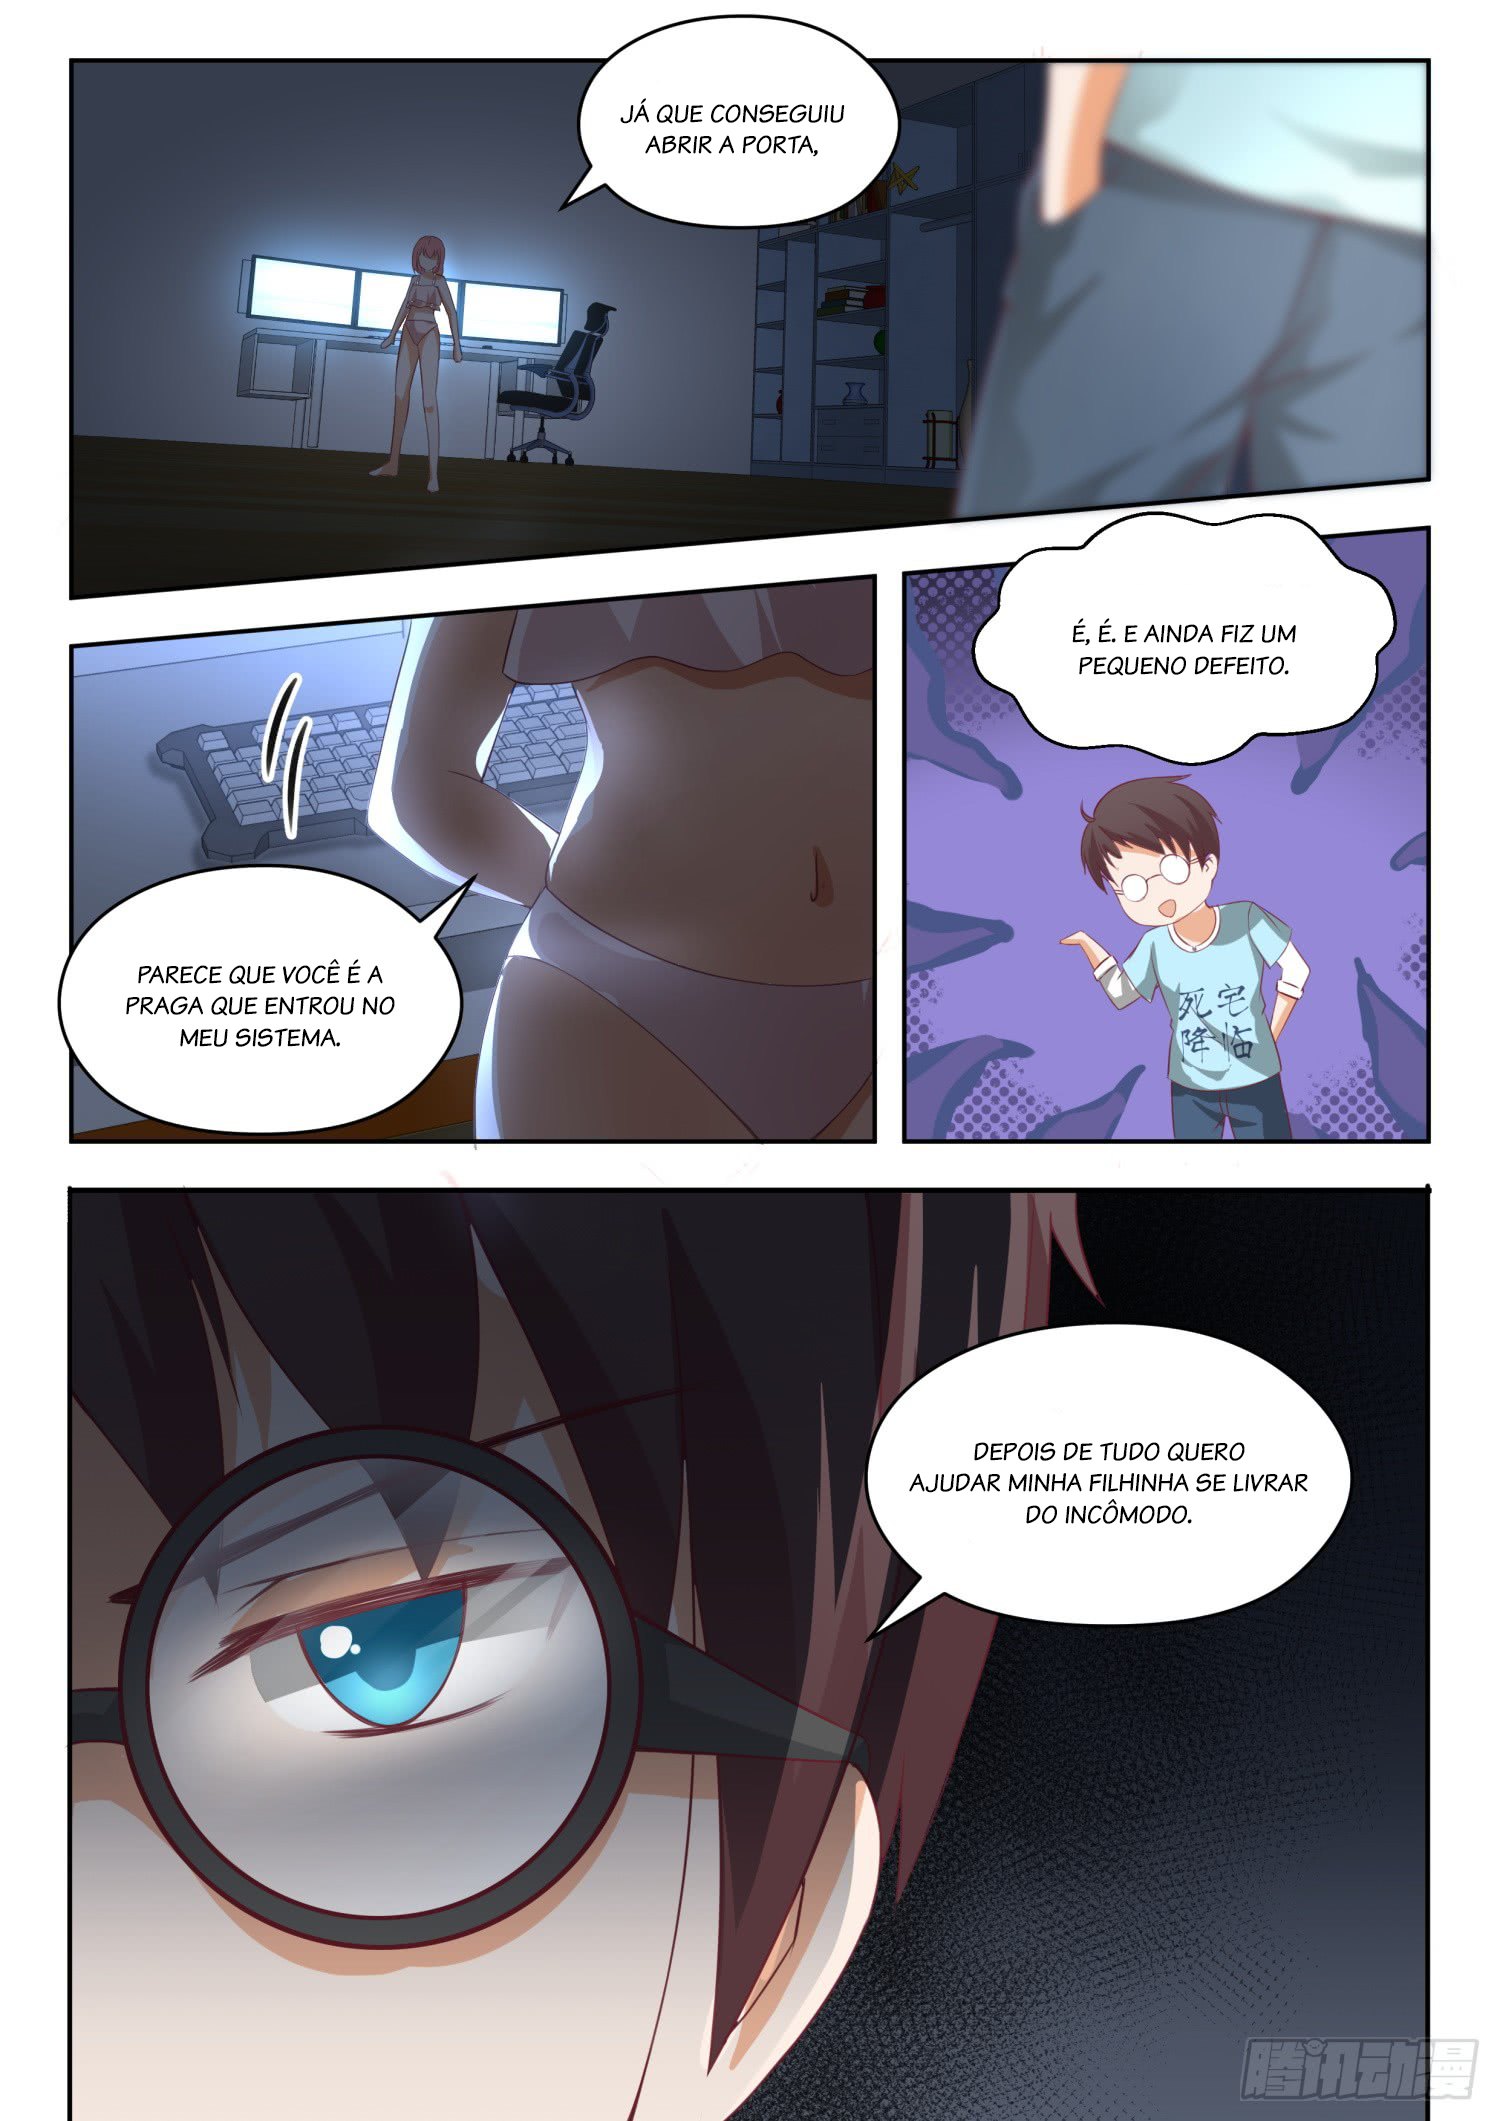 JÁ QUE CONSEGUIU
ABRIR A PORTA,
PARECE QUE VOCÊ É A
PRAGA QUE ENTROU NO
MEU SISTEMA.
É, É. E AINDA FIZ UM
PEQUENO DEFEITO.
死宅
降临
DEPOIS DE TUDO QUERO
AJUDAR MINHA FILHINHA SE LIVRAR
DO INCÔMODO.
腾讯动漫